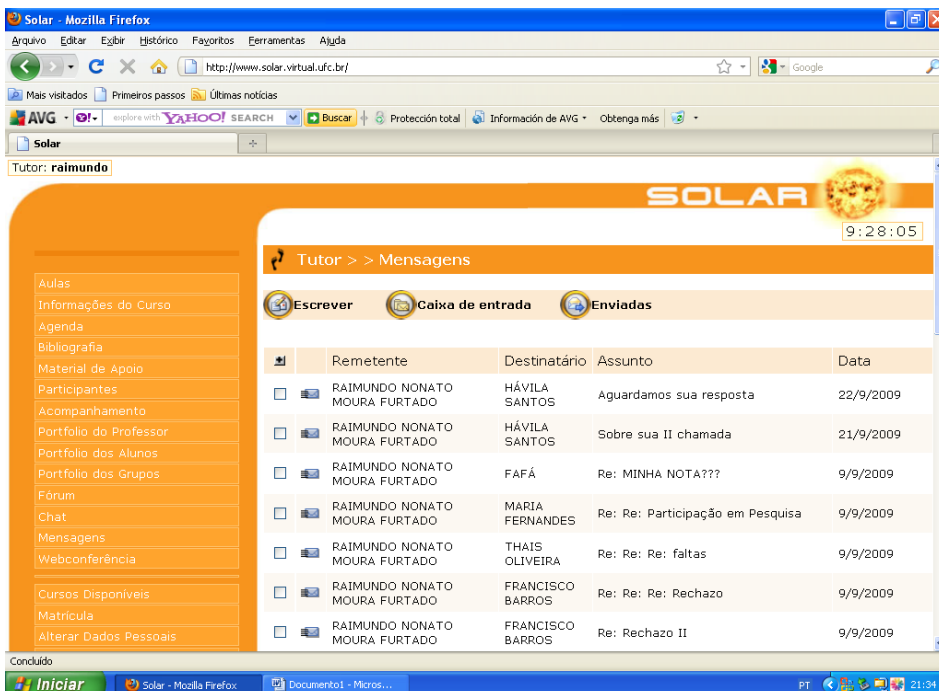 Solar - Mozilla Firefox
Arquivo Editar Exibir Histórico Favoritos Ferramentas Ajuda
http://www.solar.virtual.ufc.br/
Google
Mais visitados Primeiros passos Últimas notícias
AVG explore with YAHOO! SEARCH Buscar Protección total Información de AVG Obtenga más
Solar
Tutor: raimundo
SOLAR
9:28:05
Tutor > > Mensagens
Aulas
Informações do Curso
Agenda
Bibliografia
Material de Apoio
Participantes
Acompanhamento
Portfolio do Professor
Portfolio dos Alunos
Portfolio dos Grupos
Fórum
Chat
Mensagens
Webconferência
Cursos Disponíveis
Matrícula
Alterar Dados Pessoais
Escrever Caixa de entrada Enviadas
Remetente Destinatário Assunto Data
RAIMUNDO NONATO MOURA FURTADO HÁVILA SANTOS Aguardamos sua resposta 22/9/2009
RAIMUNDO NONATO MOURA FURTADO HÁVILA SANTOS Sobre sua II chamada 21/9/2009
RAIMUNDO NONATO MOURA FURTADO FAFÁ Re: MINHA NOTA??? 9/9/2009
RAIMUNDO NONATO MOURA FURTADO MARIA FERNANDES Re: Re: Participação em Pesquisa 9/9/2009
RAIMUNDO NONATO MOURA FURTADO THAIS OLIVEIRA Re: Re: Re: faltas 9/9/2009
RAIMUNDO NONATO MOURA FURTADO FRANCISCO BARROS Re: Re: Re: Rechazo 9/9/2009
RAIMUNDO NONATO MOURA FURTADO FRANCISCO BARROS Re: Rechazo II 9/9/2009
Concluído
Iniciar Solar - Mozilla Firefox Documento1 - Micros... PT 21:34